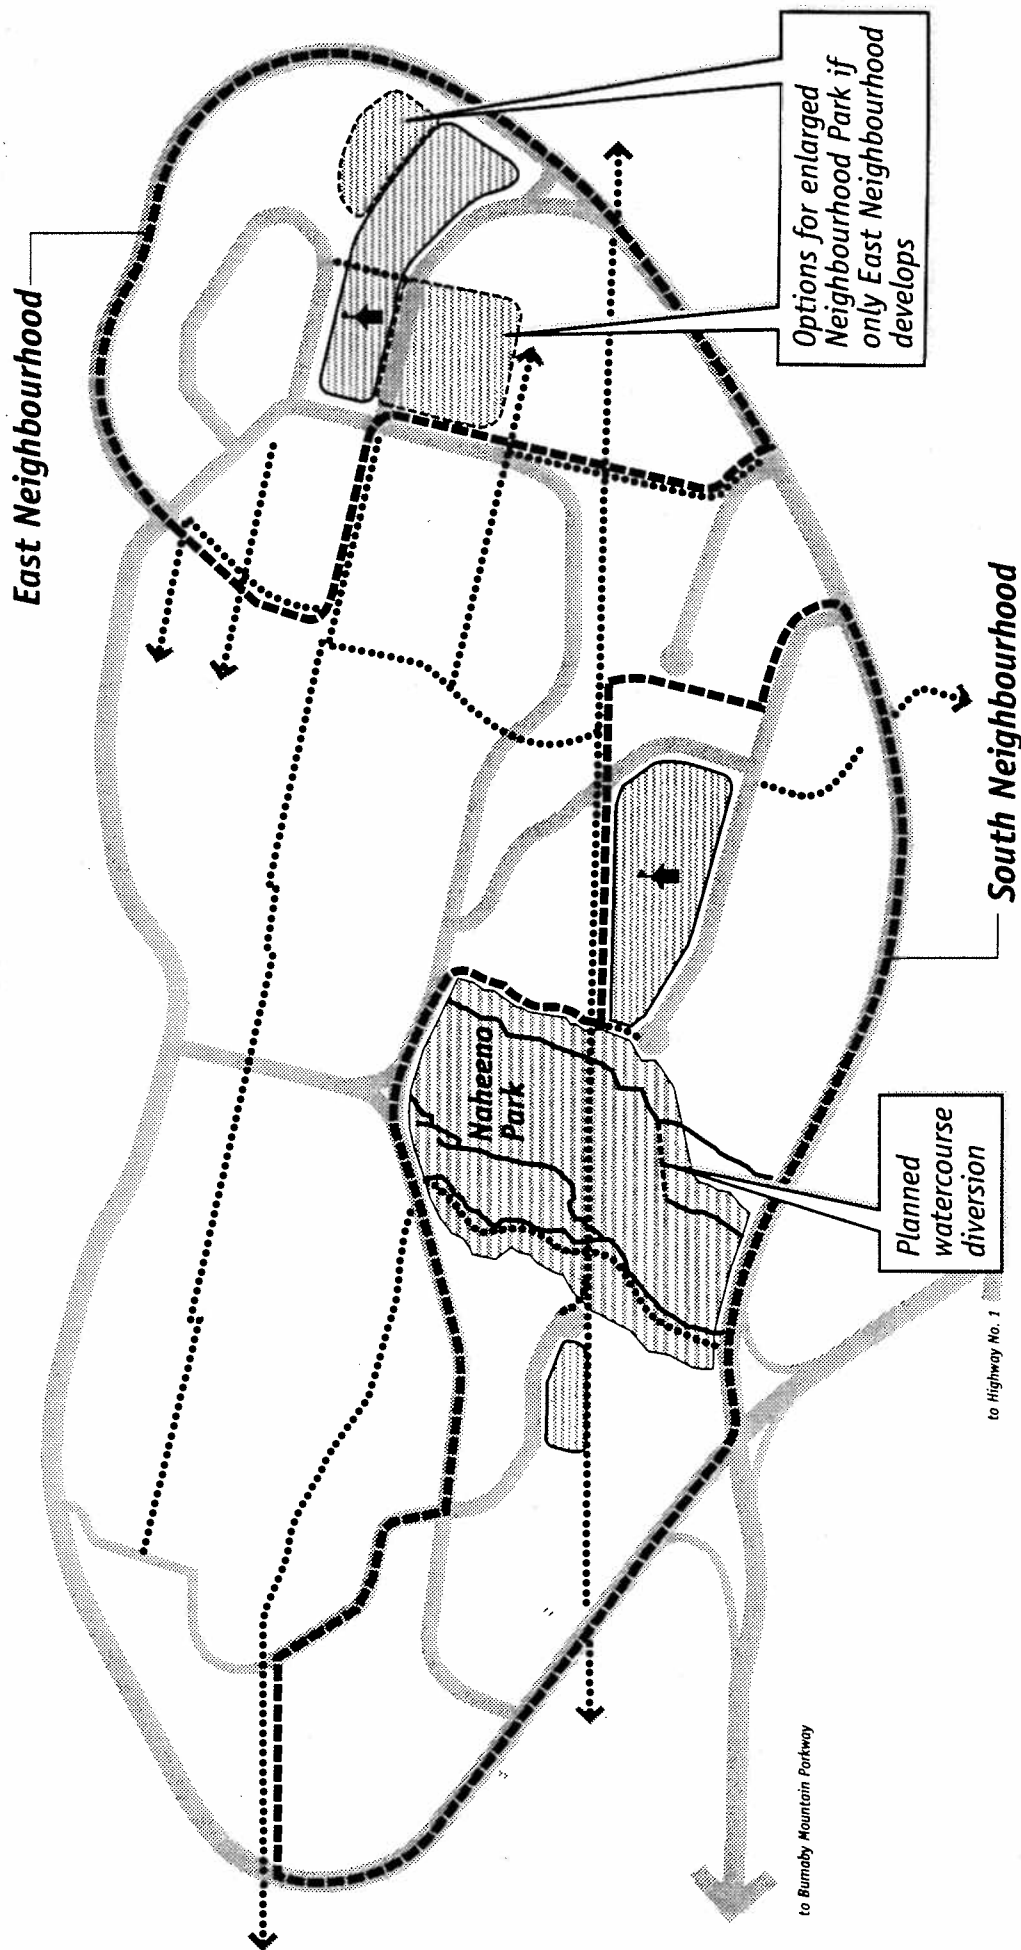 East Neighbourhood
Naheeno
Park
Options for enlarged
Neighbourhood Park if
only East Neighbourhood
develops
Planned
watercourse
diversion
to Burnaby Mountain Parkway
to Highway No. 1
South Neighbourhood